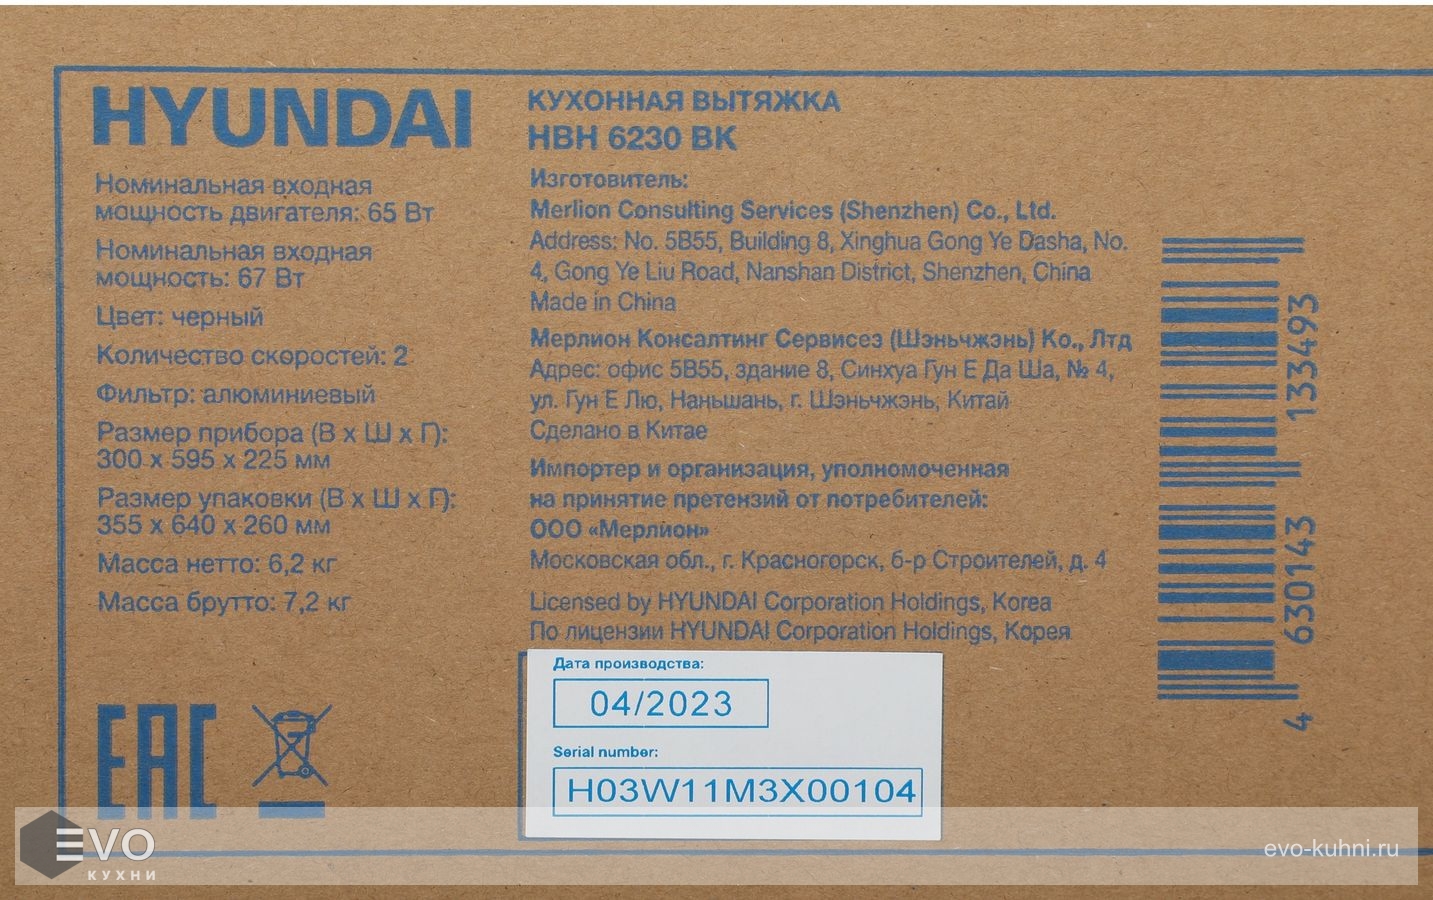 HYUNDAI
Номинальная входная
мощность двигателя: 65 Вт
Номинальная входная
мощность: 67 Вт
Цвет: черный
Количество скоростей: 2
Фильтр: алюминиевый
Размер прибора (В х Ш х Г):
300 х 595 х 225 мм
Размер упаковки (В х Ш х Г):
355 х 640 х 260 мм
Масса нетто: 6,2 кг
Масса брутто: 7,2 кг
EAC
КУХОННАЯ ВЫТЯЖКА
HBH 6230 BK
Изготовитель:
Merlion Consulting Services (Shenzhen) Co., Ltd.
Address: No. 5B55, Building 8, Xinghua Gong Ye Dasha, No.
4, Gong Ye Liu Road, Nanshan District, Shenzhen, China
Made in China
Мерлион Консалтинг Сервисез (Шэньчжэнь) Ко., Лтд
Адрес: офис 5B55, здание 8, Синхуа Гун Е Да Ша, № 4,
ул. Гун Е Лю, Наньшань, г. Шэньчжэнь, Китай
Сделано в Китае
Импортер и организация, уполномоченная
на принятие претензий от потребителей:
ООО «Мерлион»
Московская обл., г. Красногорск, б-р Строителей, д. 4
Licensed by HYUNDAI Corporation Holdings, Korea
По лицензии HYUNDAI Corporation Holdings, Корея
Дата производства:
04/2023
Serial number:
H03W11M3X00104
4 630143 133493
EVO
КУХНИ
evo-kuhni.ru